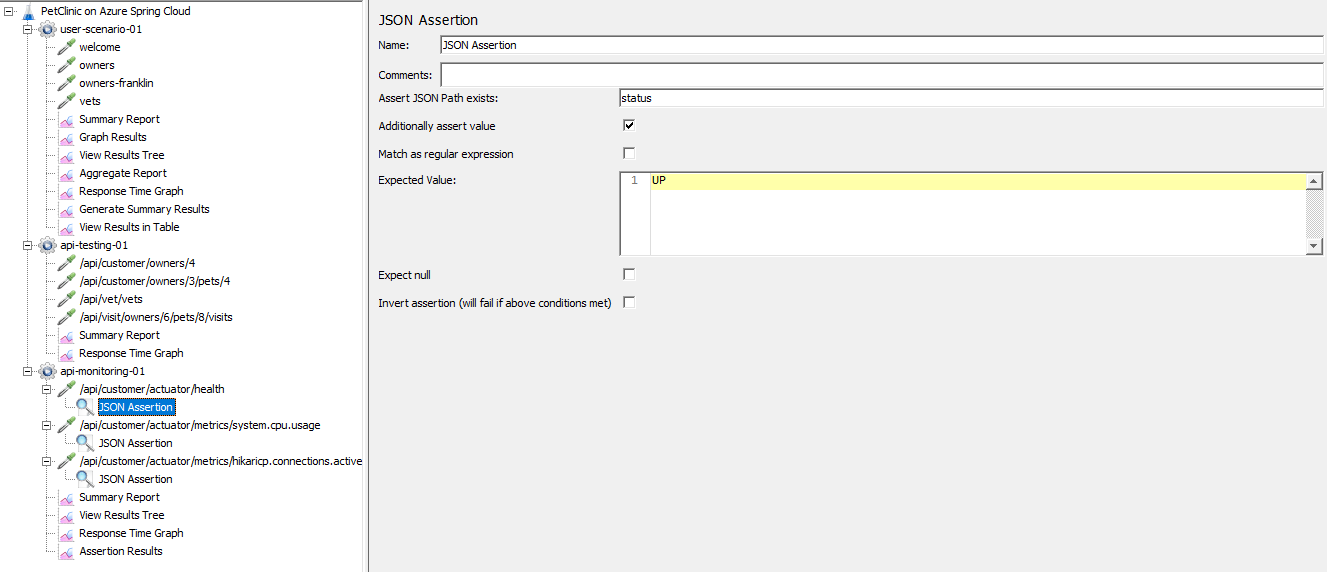 PetClinic on Azure Spring Cloud
user-scenario-01
welcome
owners
owners-franklin
vets
Summary Report
Graph Results
View Results Tree
Aggregate Report
Response Time Graph
Generate Summary Results
View Results in Table
api-testing-01
/api/customer/owners/4
/api/customer/owners/3/pets/4
/api/vet/vets
/api/visit/owners/6/pets/8/visits
Summary Report
Response Time Graph
api-monitoring-01
/api/customer/actuator/health
JSON Assertion
/api/customer/actuator/metrics/system.cpu.usage
JSON Assertion
/api/customer/actuator/metrics/hikaricp.connections.active
JSON Assertion
Summary Report
View Results Tree
Response Time Graph
Assertion Results
JSON Assertion
Name: JSON Assertion
Comments:
Assert JSON Path exists: status
Additionally assert value
Match as regular expression
Expected Value: 1 UP
Expect null
Invert assertion (will fail if above conditions met)